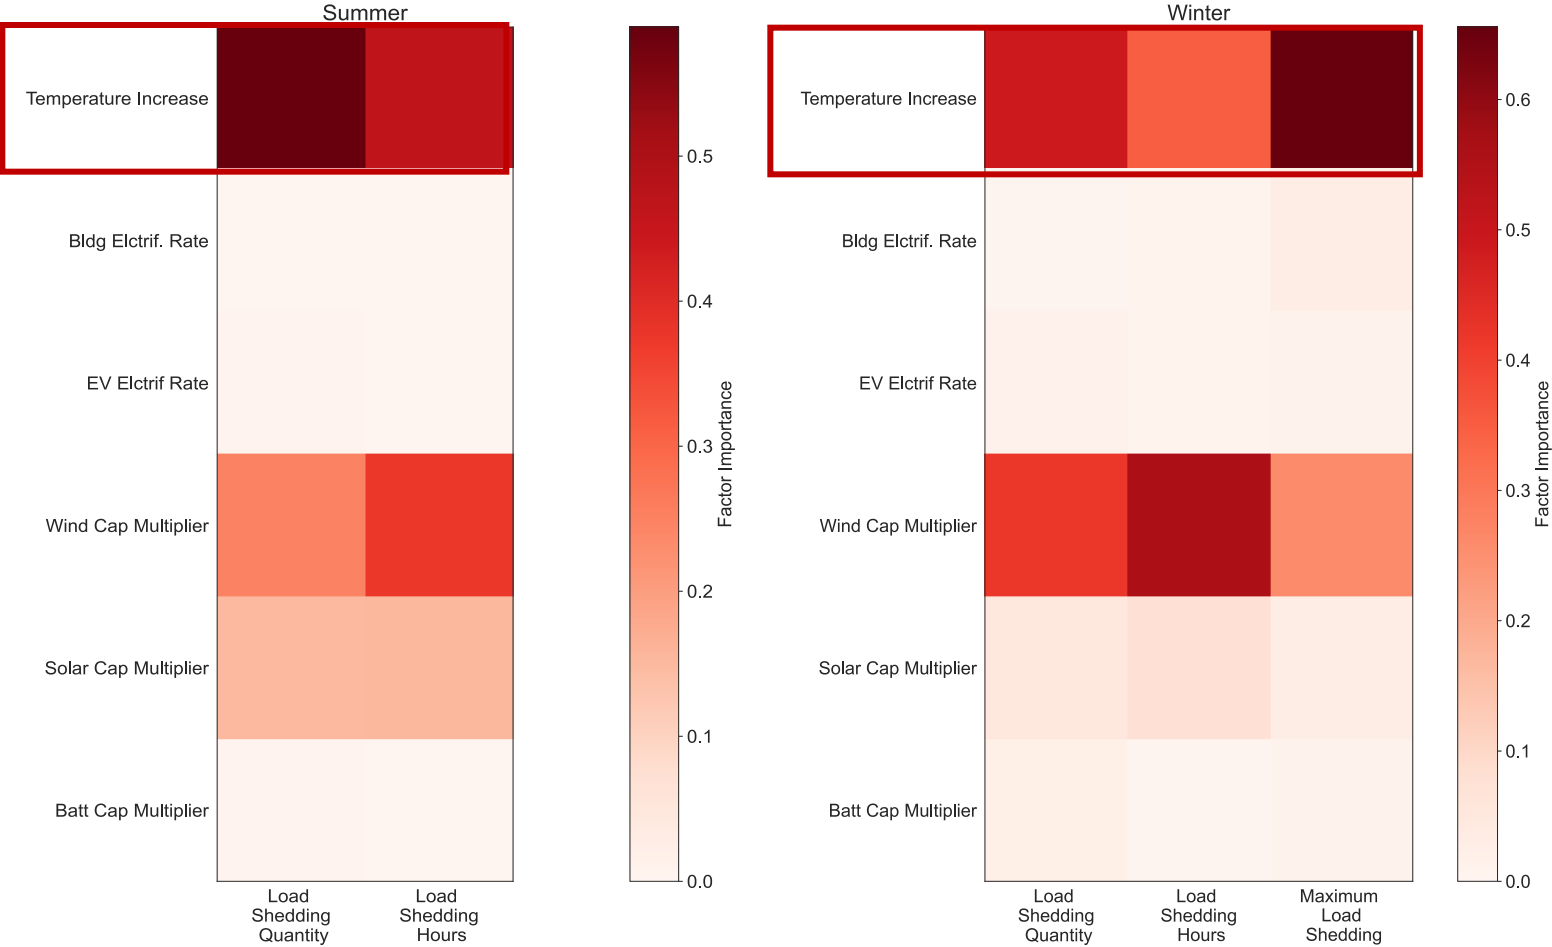 Summer
Temperature Increase
Bldg Elctrif. Rate
EV Elctrif Rate
Wind Cap Multiplier
Solar Cap Multiplier
Batt Cap Multiplier
Load
Shedding
Quantity
Load
Shedding
Hours
0.5
0.4
0.3
0.2
0.1
0.0
Factor Importance
Winter
Temperature Increase
Bldg Elctrif. Rate
EV Elctrif Rate
Wind Cap Multiplier
Solar Cap Multiplier
Batt Cap Multiplier
Load
Shedding
Quantity
Load
Shedding
Hours
Maximum
Load
Shedding
0.6
0.5
0.4
0.3
0.2
0.1
0.0
Factor Importance